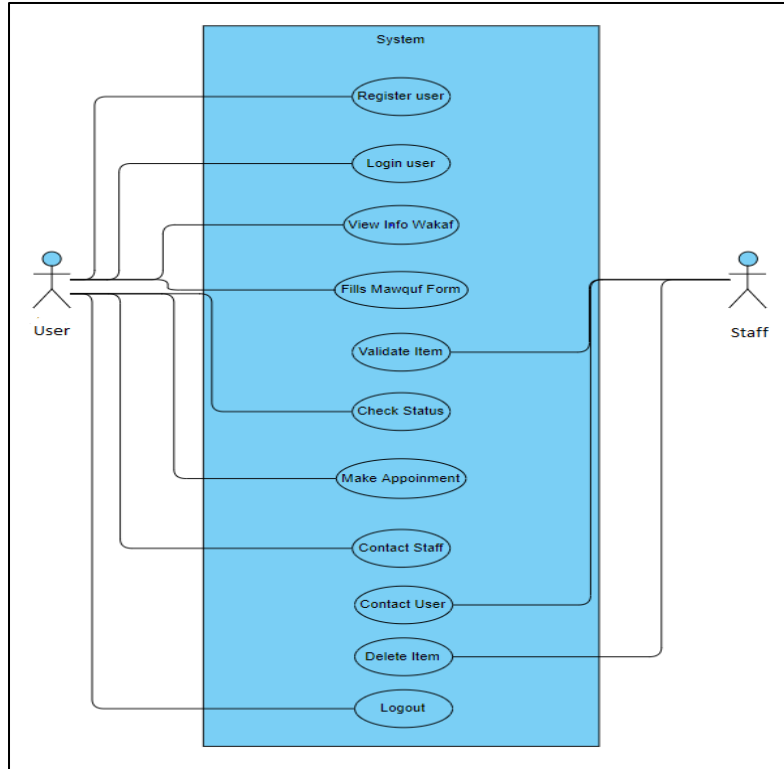 System
Register user
Login user
View Info Wakaf
Fills Mawquf Form
User
Staff
Validate Item
Check Status
Make Appoinment
Contact Staff
Contact User
Delete Item
Logout